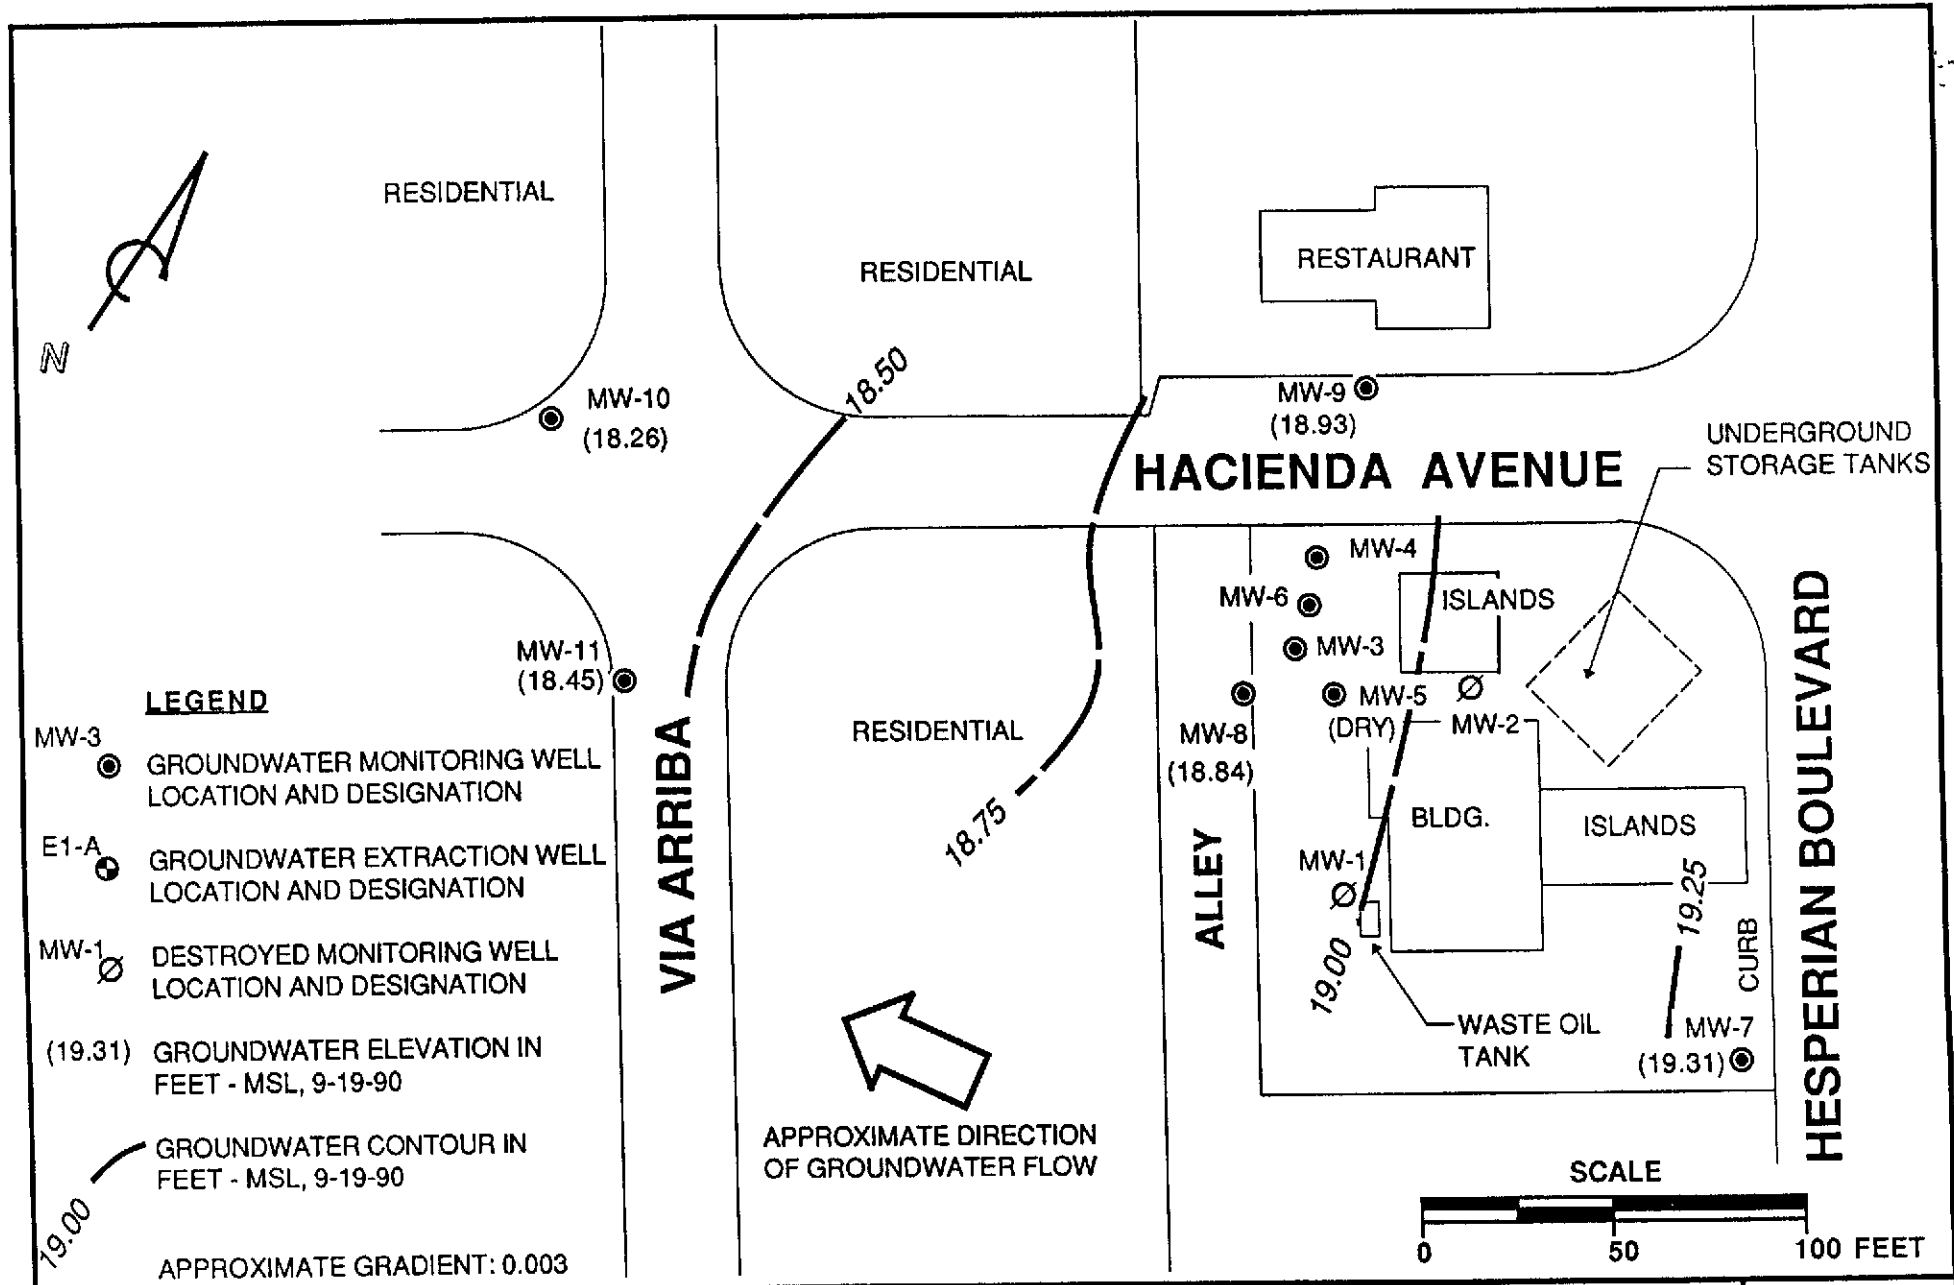 RESIDENTIAL
RESIDENTIAL
RESTAURANT
N
18.50
MW-10
(18.26)
MW-9
(18.93)
HACIENDA AVENUE
UNDERGROUND
STORAGE TANKS
MW-4
MW-6
ISLANDS
MW-3
MW-11
(18.45)
MW-5
(DRY)
MW-2
MW-8
(18.84)
RESIDENTIAL
VIA ARRIBA
18.75
ALLEY
BLDG.
ISLANDS
MW-1
19.00
19.25
CURB
HESPERIAN BOULEVARD
WASTE OIL
TANK
MW-7
(19.31)
LEGEND
MW-3
GROUNDWATER MONITORING WELL
LOCATION AND DESIGNATION
E1-A
GROUNDWATER EXTRACTION WELL
LOCATION AND DESIGNATION
MW-1
DESTROYED MONITORING WELL
LOCATION AND DESIGNATION
(19.31)
GROUNDWATER ELEVATION IN
FEET - MSL, 9-19-90
19.00
GROUNDWATER CONTOUR IN
FEET - MSL, 9-19-90
APPROXIMATE GRADIENT: 0.003
APPROXIMATE DIRECTION
OF GROUNDWATER FLOW
SCALE
0 50 100 FEET